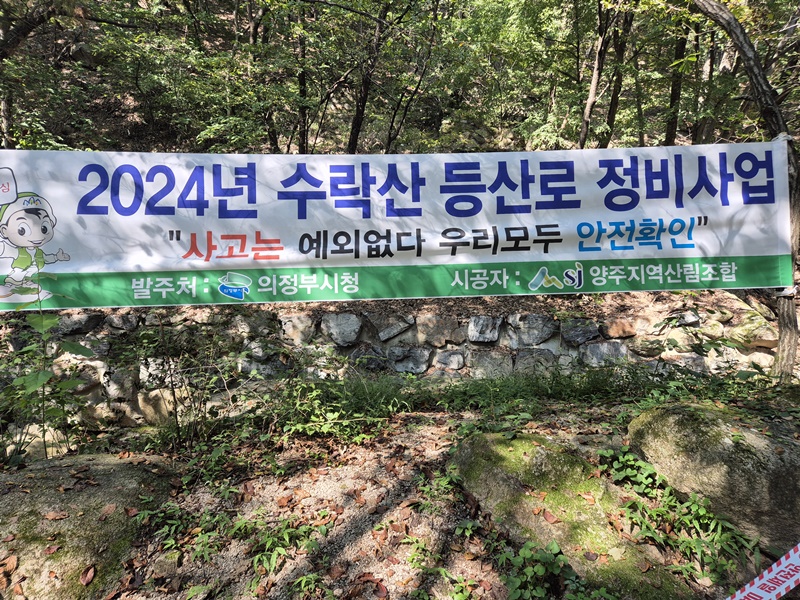 2024년 수락산 등산로 정비사업
"사고는 예외없다 우리모두 안전확인"
발주처 : 의정부시청 시공자 : sj 양주지역산림조합